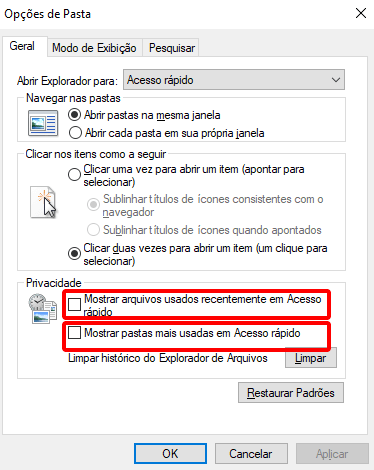 Opções de Pasta
Geral Modo de Exibição Pesquisar
Abrir Explorador para: Acesso rápido
Navegar nas pastas
Abrir pastas na mesma janela
Abrir cada pasta em sua própria janela
Clicar nos itens como a seguir
Clicar uma vez para abrir um item (apontar para
selecionar)
Sublinhar títulos de ícones consistentes com o
navegador
Sublinhar títulos de ícones quando apontados
Clicar duas vezes para abrir um item (um clique para
selecionar)
Privacidade
Mostrar arquivos usados recentemente em Acesso
rápido
Mostrar pastas mais usadas em Acesso rápido
Limpar histórico do Explorador de Arquivos Limpar
Restaurar Padrões
OK Cancelar Aplicar